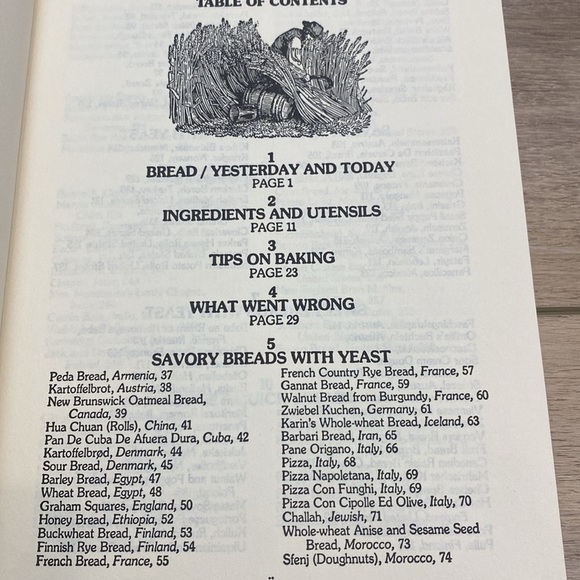 TABLE OF CONTENTS
1
BREAD / YESTERDAY AND TODAY
PAGE 1
2
INGREDIENTS AND UTENSILS
PAGE 11
3
TIPS ON BAKING
PAGE 23
4
WHAT WENT WRONG
PAGE 29
5
SAVORY BREADS WITH YEAST
Peda Bread, Armenia, 37
Kartoffelbrot, Austria, 38
New Brunswick Oatmeal Bread,
Canada, 39
Hua Chuan (Rolls), China, 41
Pan De Cuba De Afuera Dura, Cuba, 42
Kartoffelbrød, Denmark, 44
Sour Bread, Denmark, 45
Barley Bread, Egypt, 47
Wheat Bread, Egypt, 48
Graham Squares, England, 50
Honey Bread, Ethiopia, 52
Buckwheat Bread, Finland, 53
Finnish Rye Bread, Finland, 54
French Bread, France, 55
French Country Rye Bread, France, 57
Gannat Bread, France, 59
Walnut Bread from Burgundy, France, 60
Zwiebel Kuchen, Germany, 61
Karin's Whole-wheat Bread, Iceland, 63
Barbari Bread, Iran, 65
Pane Origano, Italy, 66
Pizza, Italy, 68
Pizza Napoletana, Italy, 69
Pizza Con Funghi, Italy, 69
Pizza Con Cipolle Ed Olive, Italy, 70
Challah, Jewish, 71
Whole-wheat Anise and Sesame Seed
Bread, Morocco, 73
Sfenj (Doughnuts), Morocco, 74